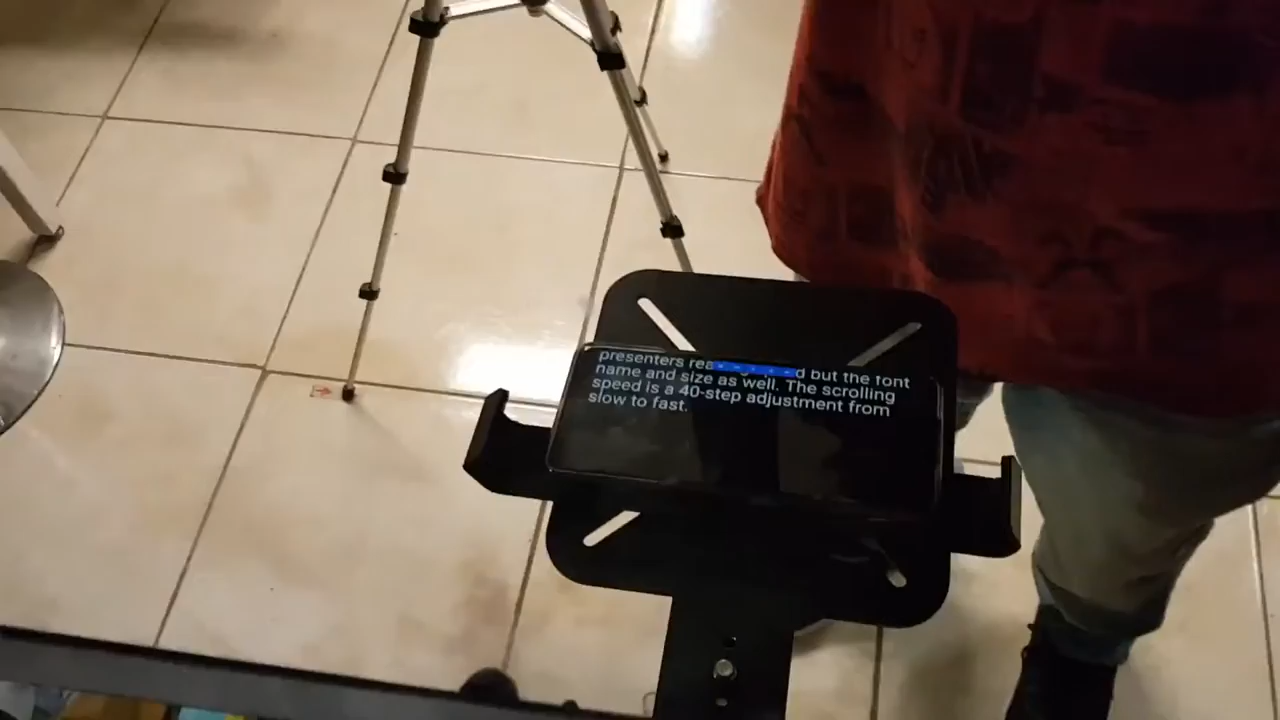 presenters but the font
name and size as well. The scrolling
speed is a 40-step adjustment from
slow to fast.